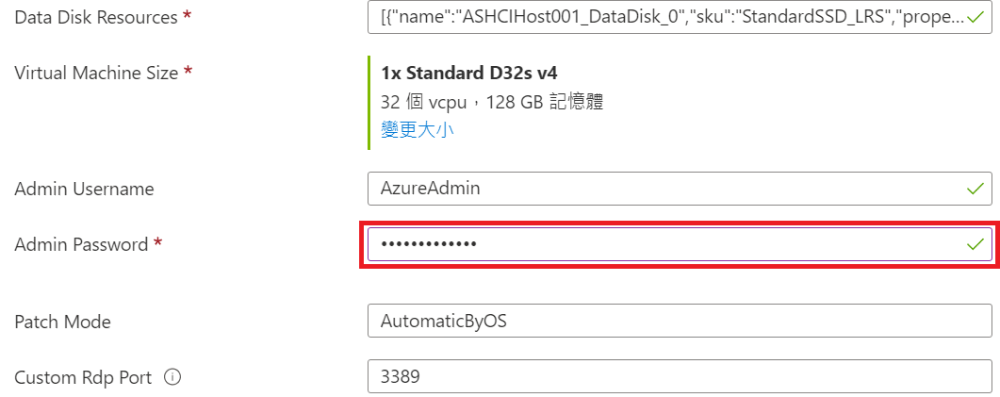 Data Disk Resources *
[{"name":"ASHCIHost001_DataDisk_0","sku":"StandardSSD_LRS","prope...
Virtual Machine Size *
1x Standard D32s v4
32 個 vcpu，128 GB 記憶體
變更大小
Admin Username
AzureAdmin
Admin Password *
•••••••••••••
Patch Mode
AutomaticByOS
Custom Rdp Port
3389